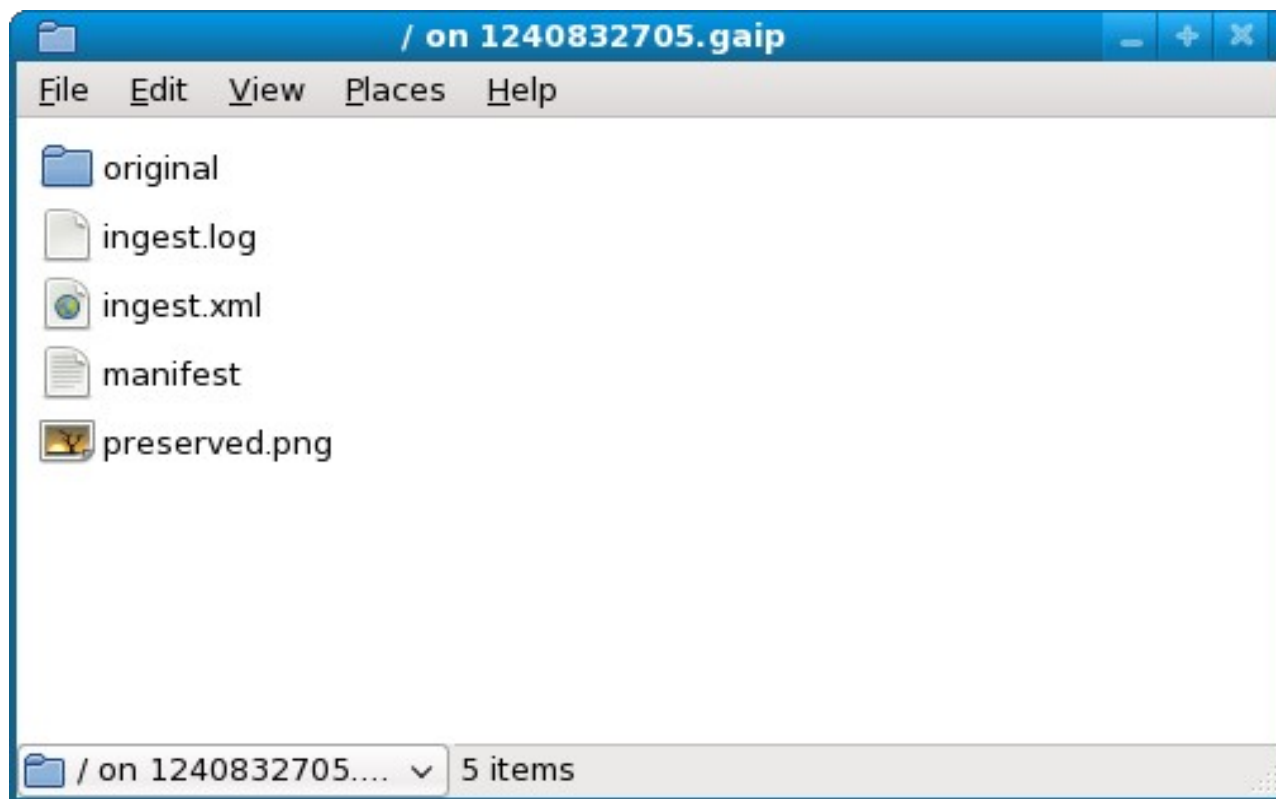 / on 1240832705.gaip
File Edit View Places Help
original
ingest.log
ingest.xml
manifest
preserved.png
/ on 1240832705.... 5 items